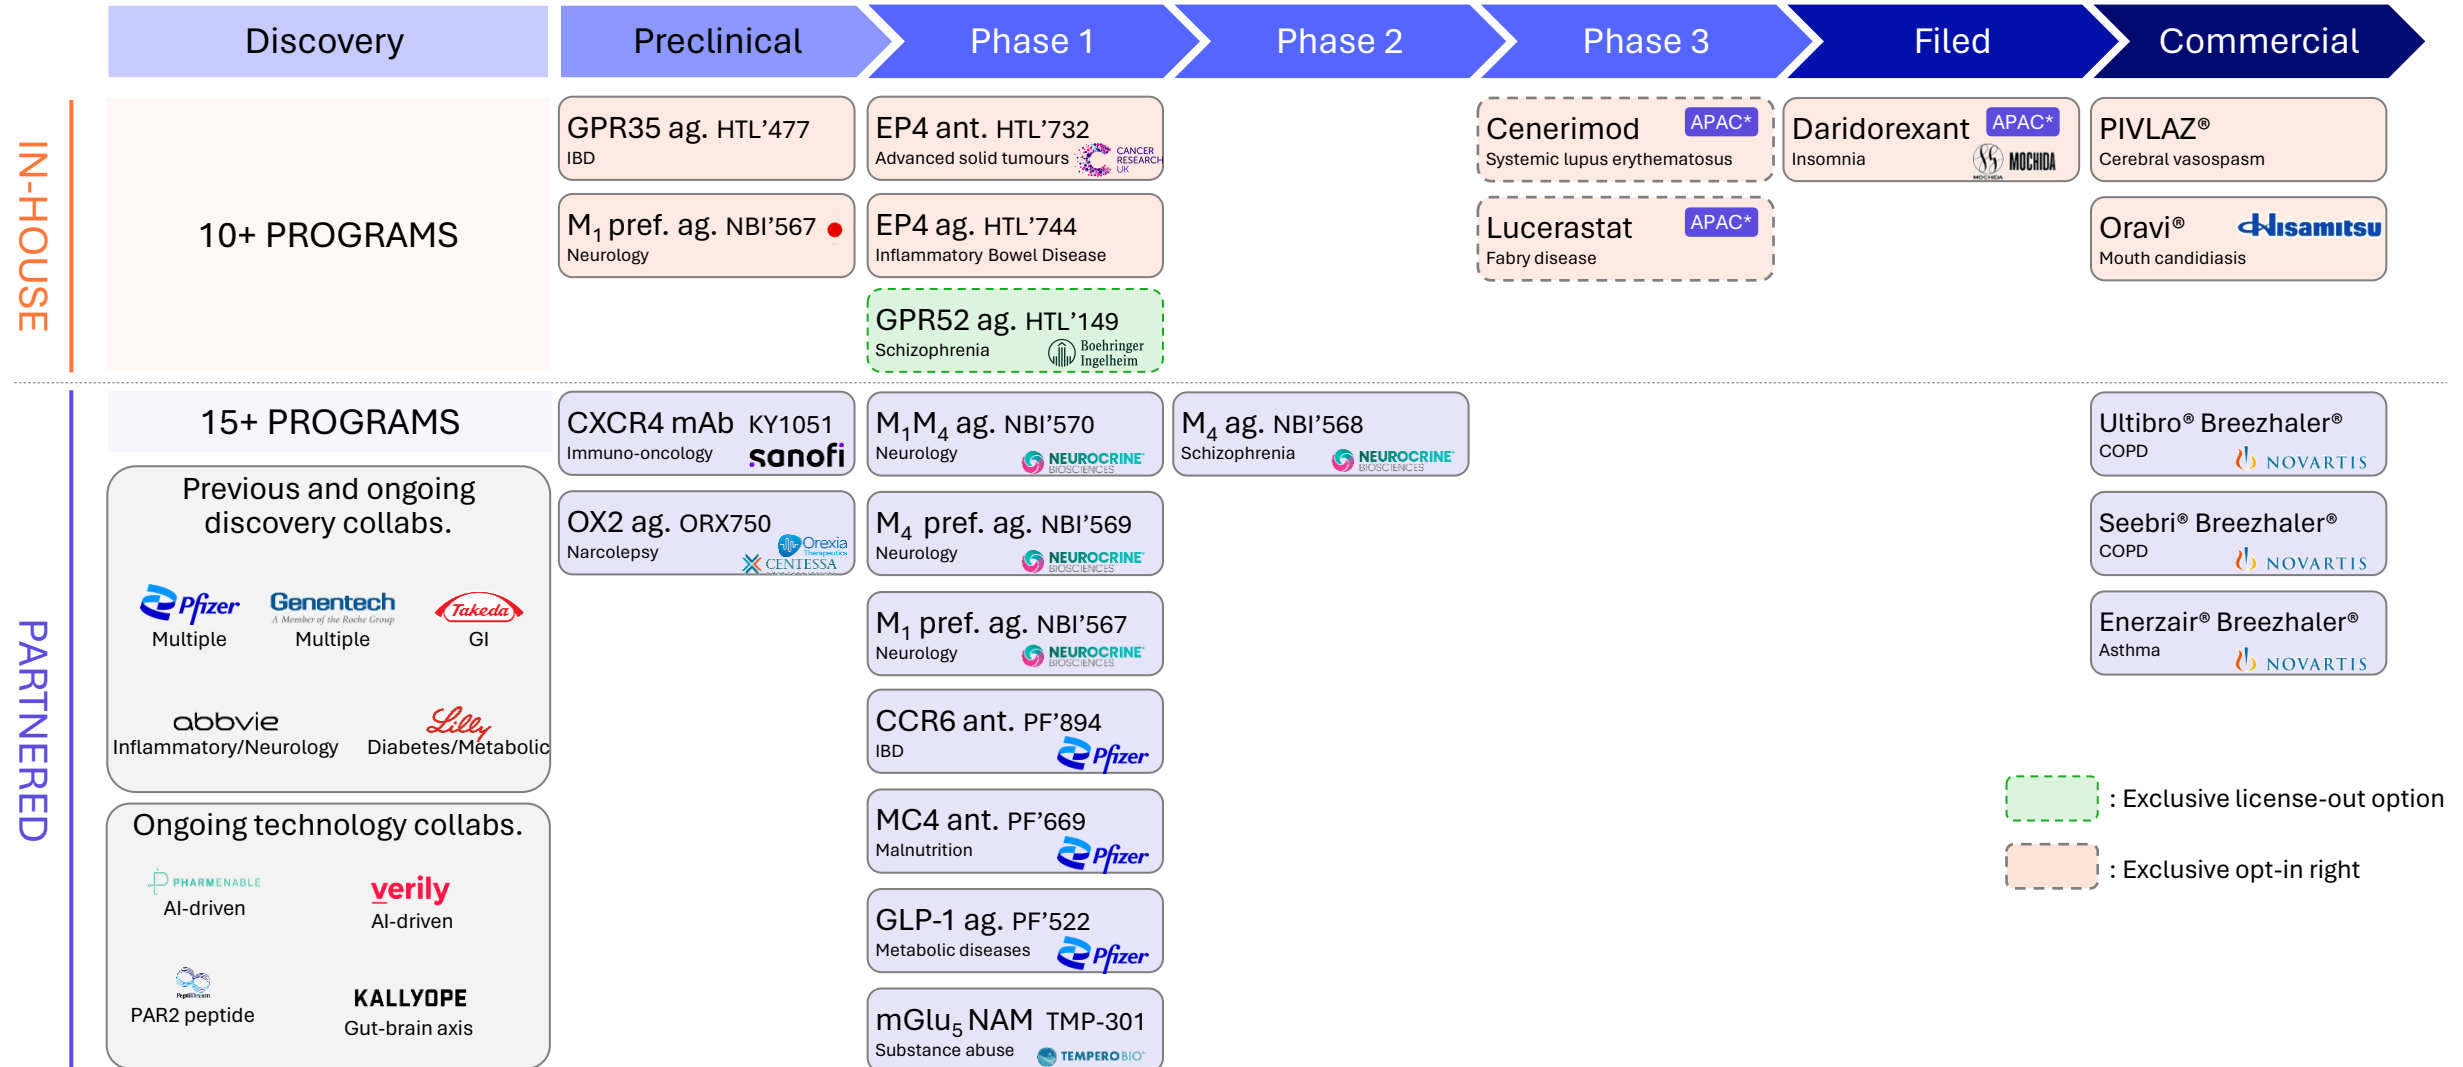 Discovery
Preclinical
Phase 1
Phase 2
Phase 3
Filed
Commercial
IN-HOUSE
10+ PROGRAMS
GPR35 ag. HTL’477
IBD
M₁ pref. ag. NBI’567
Neurology
EP4 ant. HTL’732
Advanced solid tumours
CANCER
RESEARCH
UK
EP4 ag. HTL’744
Inflammatory Bowel Disease
GPR52 ag. HTL’149
Schizophrenia
Boehringer
Ingelheim
Cenerimod
APAC*
Systemic lupus erythematosus
Lucerastat
APAC*
Fabry disease
Daridorexant
APAC*
Insomnia
MOCHIDA
MOCHIDA
PIVLAZ®
Cerebral vasospasm
Oravi®
Hisamitsu
Mouth candidiasis
PARTNERED
15+ PROGRAMS
Previous and ongoing
discovery collabs.
Pfizer
Multiple
Genentech
A Member of the Roche Group
Multiple
Takeda
GI
abbvie
Inflammatory/Neurology
Lilly
Diabetes/Metabolic
Ongoing technology collabs.
PHARMENABLE
AI-driven
verily
AI-driven
PeptiDream
PAR2 peptide
KALLYOPE
Gut-brain axis
CXCR4 mAb KY1051
Immuno-oncology
sanofi
OX2 ag. ORX750
Narcolepsy
Orexia
Therapeutics
CENTESSA
M₁M₄ ag. NBI’570
Neurology
NEUROCRINE
BIOSCIENCES
M₄ pref. ag. NBI’569
Neurology
NEUROCRINE
BIOSCIENCES
M₁ pref. ag. NBI’567
Neurology
NEUROCRINE
BIOSCIENCES
CCR6 ant. PF’894
IBD
Pfizer
MC4 ant. PF’669
Malnutrition
Pfizer
GLP-1 ag. PF’522
Metabolic diseases
Pfizer
mGlu₅ NAM TMP-301
Substance abuse
TEMPEROBIO
M₄ ag. NBI’568
Schizophrenia
NEUROCRINE
BIOSCIENCES
Ultibro® Breezhaler®
COPD
NOVARTIS
Seebri® Breezhaler®
COPD
NOVARTIS
Enerzair® Breezhaler®
Asthma
NOVARTIS
: Exclusive license-out option
: Exclusive opt-in right